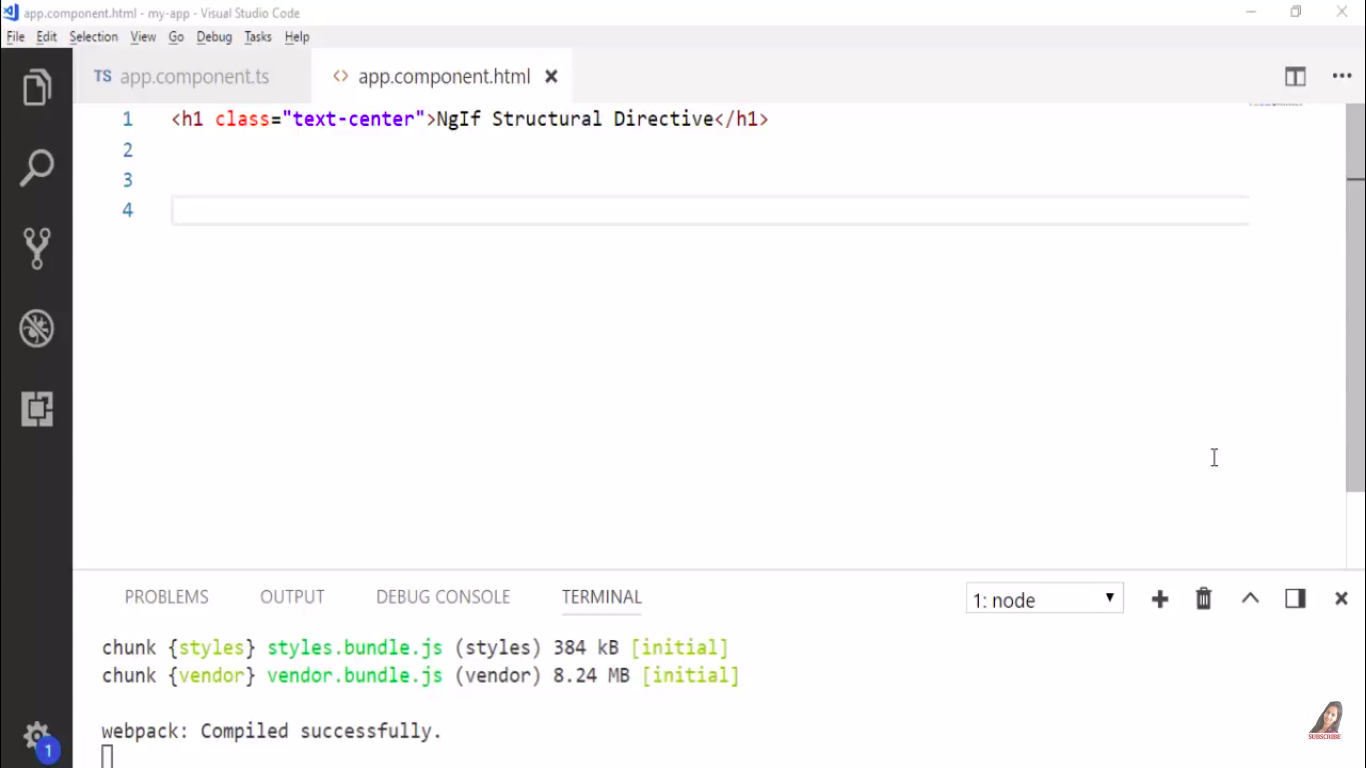 app.component.html - my-app - Visual Studio Code
File Edit Selection View Go Debug Tasks Help
TS app.component.ts <> app.component.html
1 <h1 class="text-center">NgIf Structural Directive</h1>
2
3
4
PROBLEMS OUTPUT DEBUG CONSOLE TERMINAL 1: node
chunk {styles} styles.bundle.js (styles) 384 kB [initial]
chunk {vendor} vendor.bundle.js (vendor) 8.24 MB [initial]
webpack: Compiled successfully.
1
SUBSCRIBE